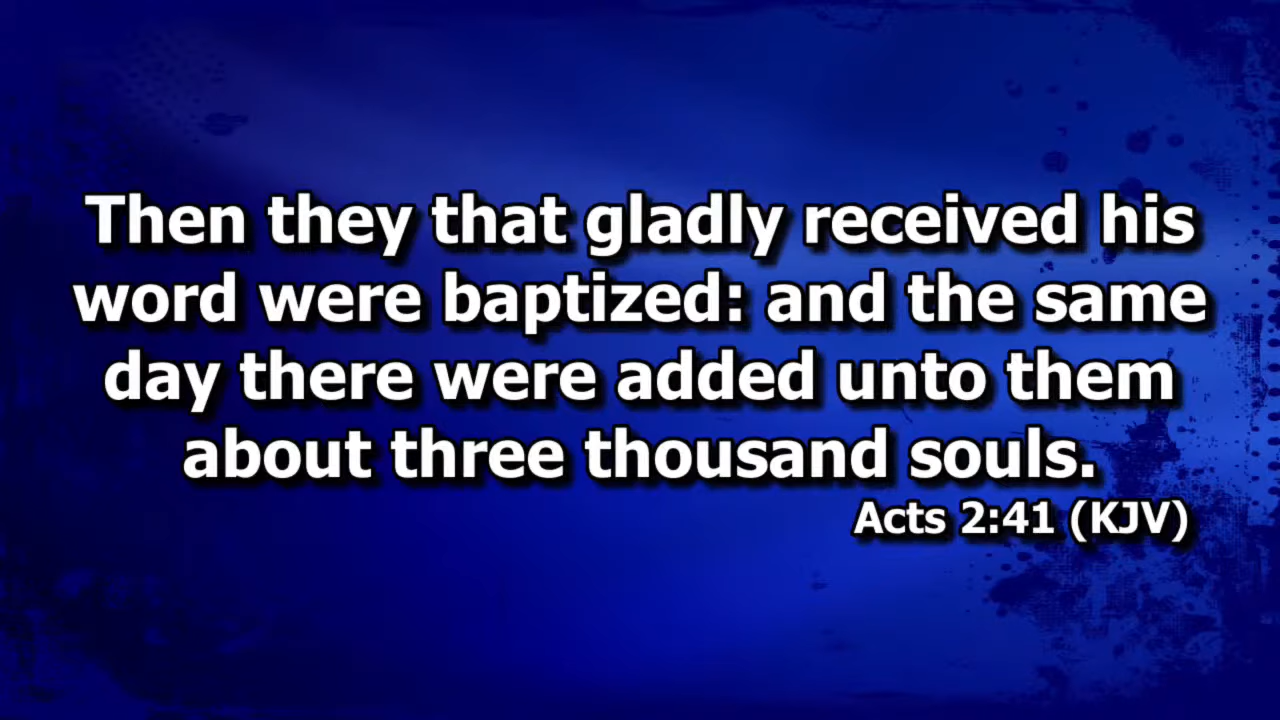 Then they that gladly received his
word were baptized: and the same
day there were added unto them
about three thousand souls.
Acts 2:41 (KJV)